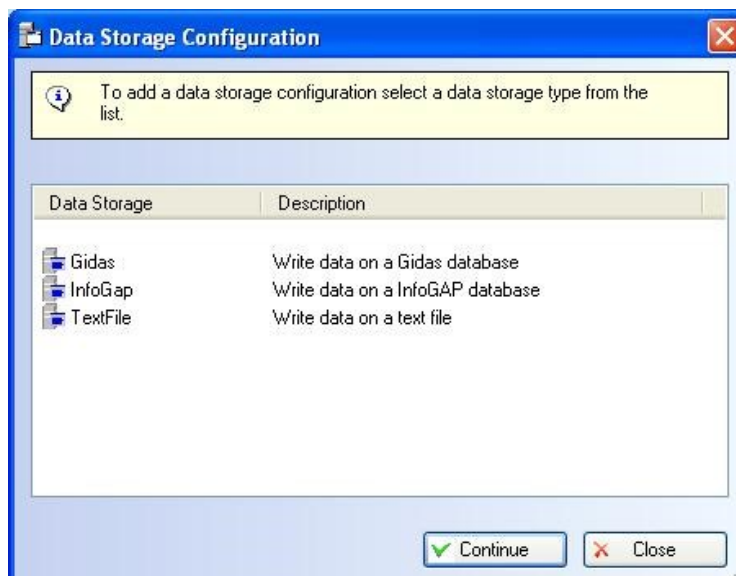 Data Storage Configuration
To add a data storage configuration select a data storage type from the
list.
Data Storage Description
Gidas Write data on a Gidas database
InfoGap Write data on a InfoGAP database
TextFile Write data on a text file
Continue Close